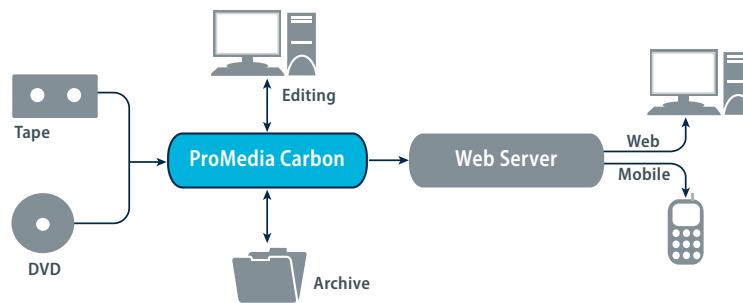 Editing
Tape
ProMedia Carbon
Web Server
Web
Mobile
DVD
Archive